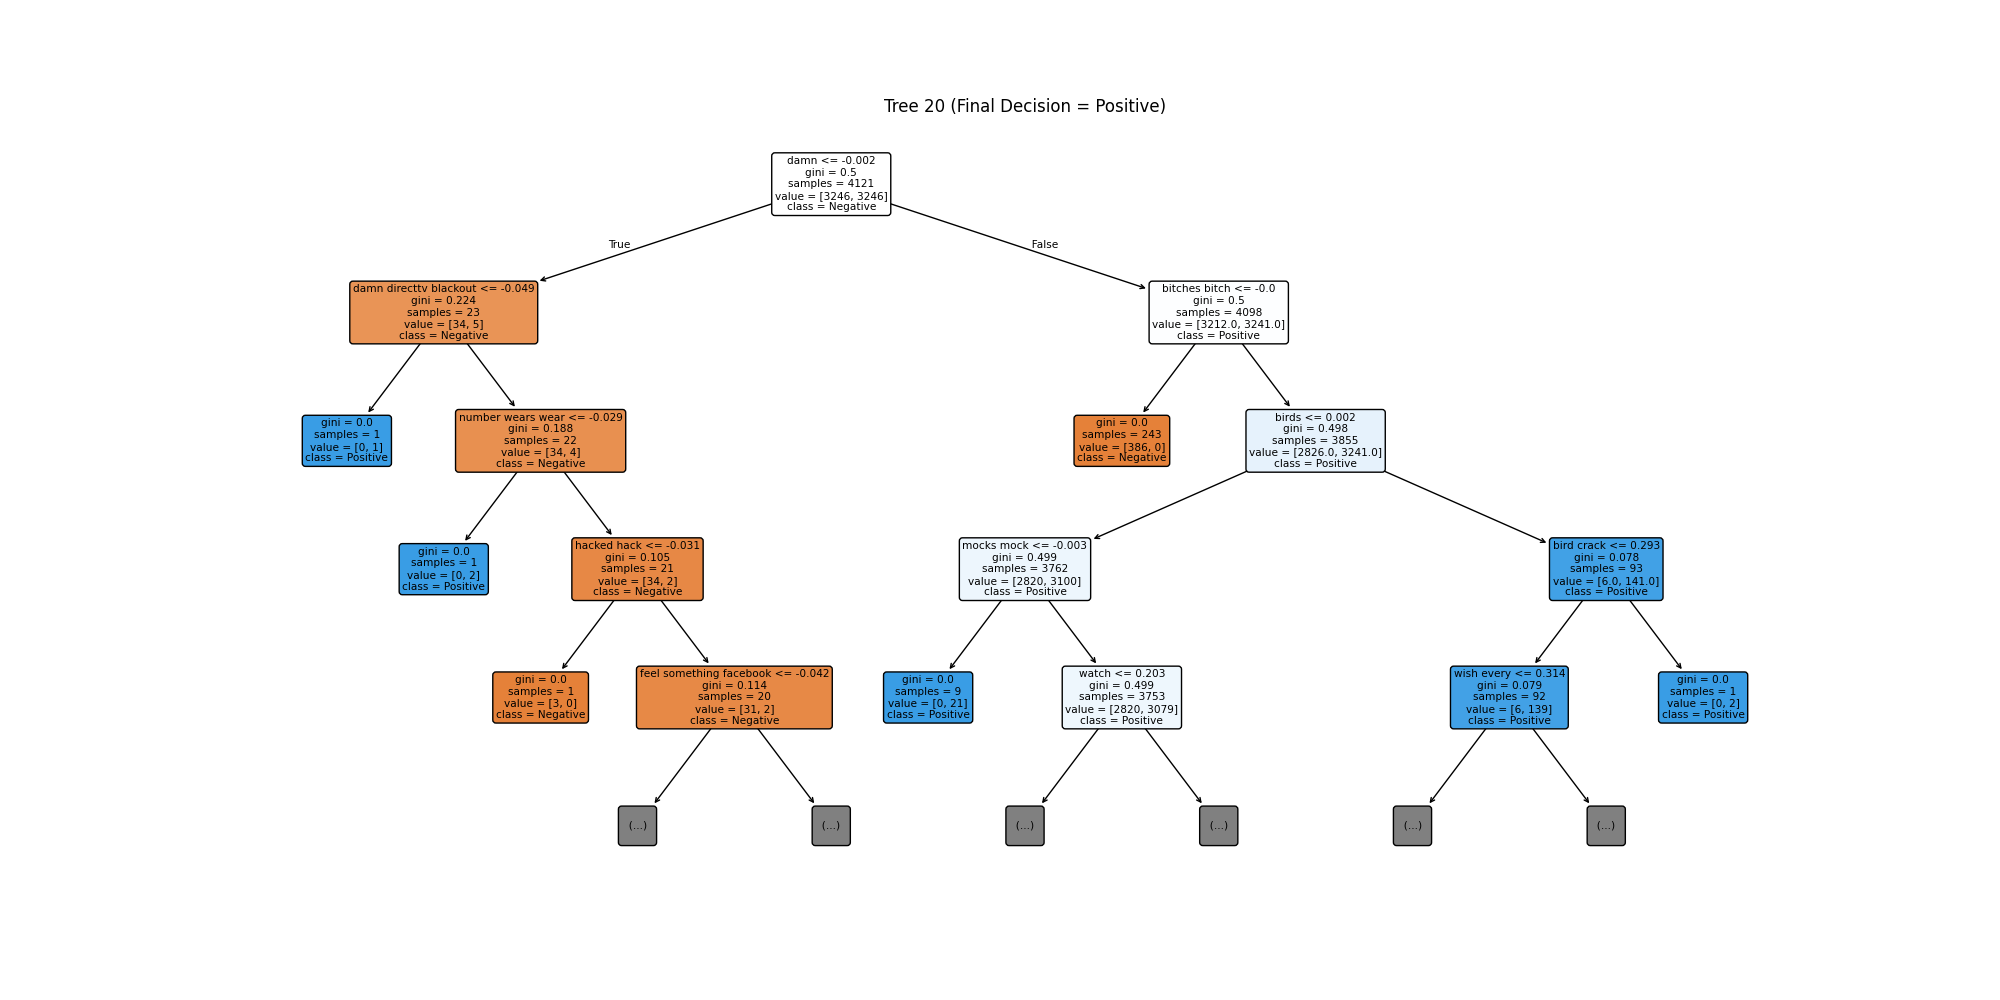 Tree 20 (Final Decision = Positive)
damn <= -0.002
gini = 0.5
samples = 4121
value = [3246, 3246]
class = Negative
True
False
damn directtv blackout <= -0.049
gini = 0.224
samples = 23
value = [34, 5]
class = Negative
bitches bitch <= -0.0
gini = 0.5
samples = 4098
value = [3212.0, 3241.0]
class = Positive
gini = 0.0
samples = 1
value = [0, 1]
class = Positive
number wears wear <= -0.029
gini = 0.188
samples = 22
value = [34, 4]
class = Negative
gini = 0.0
samples = 243
value = [386, 0]
class = Negative
birds <= 0.002
gini = 0.498
samples = 3855
value = [2826.0, 3241.0]
class = Positive
gini = 0.0
samples = 1
value = [0, 2]
class = Positive
hacked hack <= -0.031
gini = 0.105
samples = 21
value = [34, 2]
class = Negative
mocks mock <= -0.003
gini = 0.499
samples = 3762
value = [2820, 3100]
class = Positive
bird crack <= 0.293
gini = 0.078
samples = 93
value = [6.0, 141.0]
class = Positive
gini = 0.0
samples = 1
value = [3, 0]
class = Negative
feel something facebook <= -0.042
gini = 0.114
samples = 20
value = [31, 2]
class = Negative
gini = 0.0
samples = 9
value = [0, 21]
class = Positive
watch <= 0.203
gini = 0.499
samples = 3753
value = [2820, 3079]
class = Positive
wish every <= 0.314
gini = 0.079
samples = 92
value = [6, 139]
class = Positive
gini = 0.0
samples = 1
value = [0, 2]
class = Positive
(...)
(...)
(...)
(...)
(...)
(...)